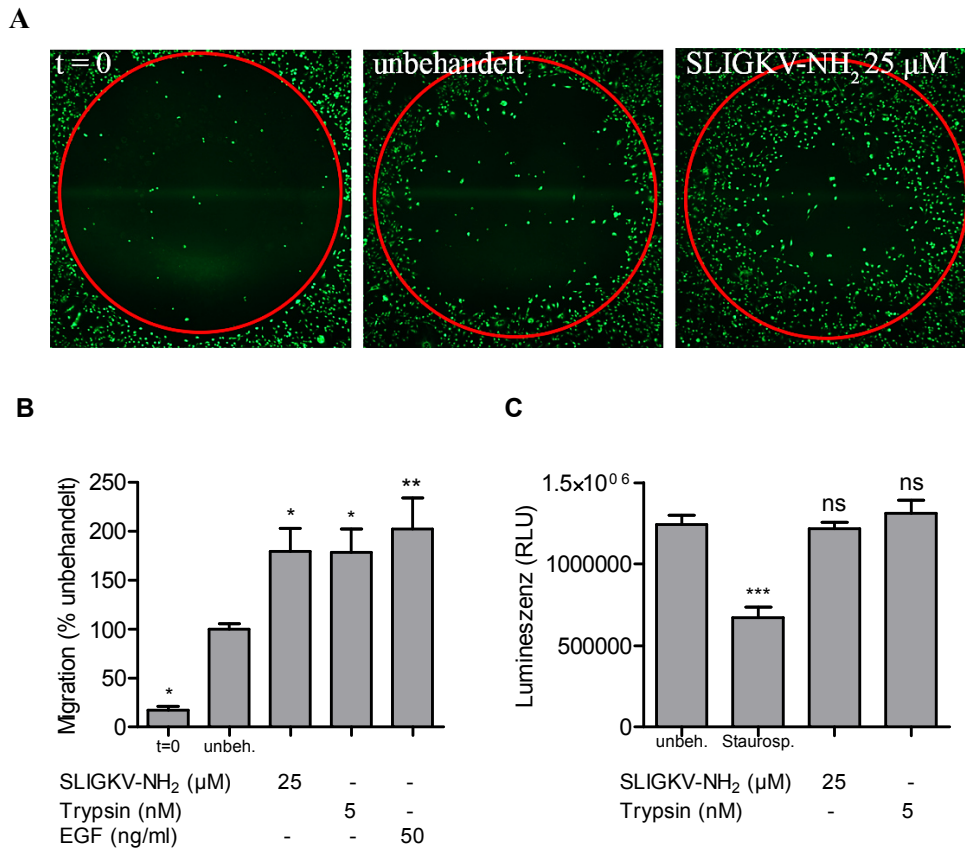 A
t = 0
unbehandelt
SLIGKV-NH₂ 25 µM
B
Migration (% unbehandelt)
250
200
150
100
50
0
*
*
*
**
t=0 unbeh.
SLIGKV-NH₂ (µM) 25 - -
Trypsin (nM) - 5 -
EGF (ng/ml) - - 50
C
Lumineszenz (RLU)
1.5×10⁰⁶
1000000
500000
0
***
ns
ns
unbeh. Staurosp.
SLIGKV-NH₂ (µM) 25 -
Trypsin (nM) - 5